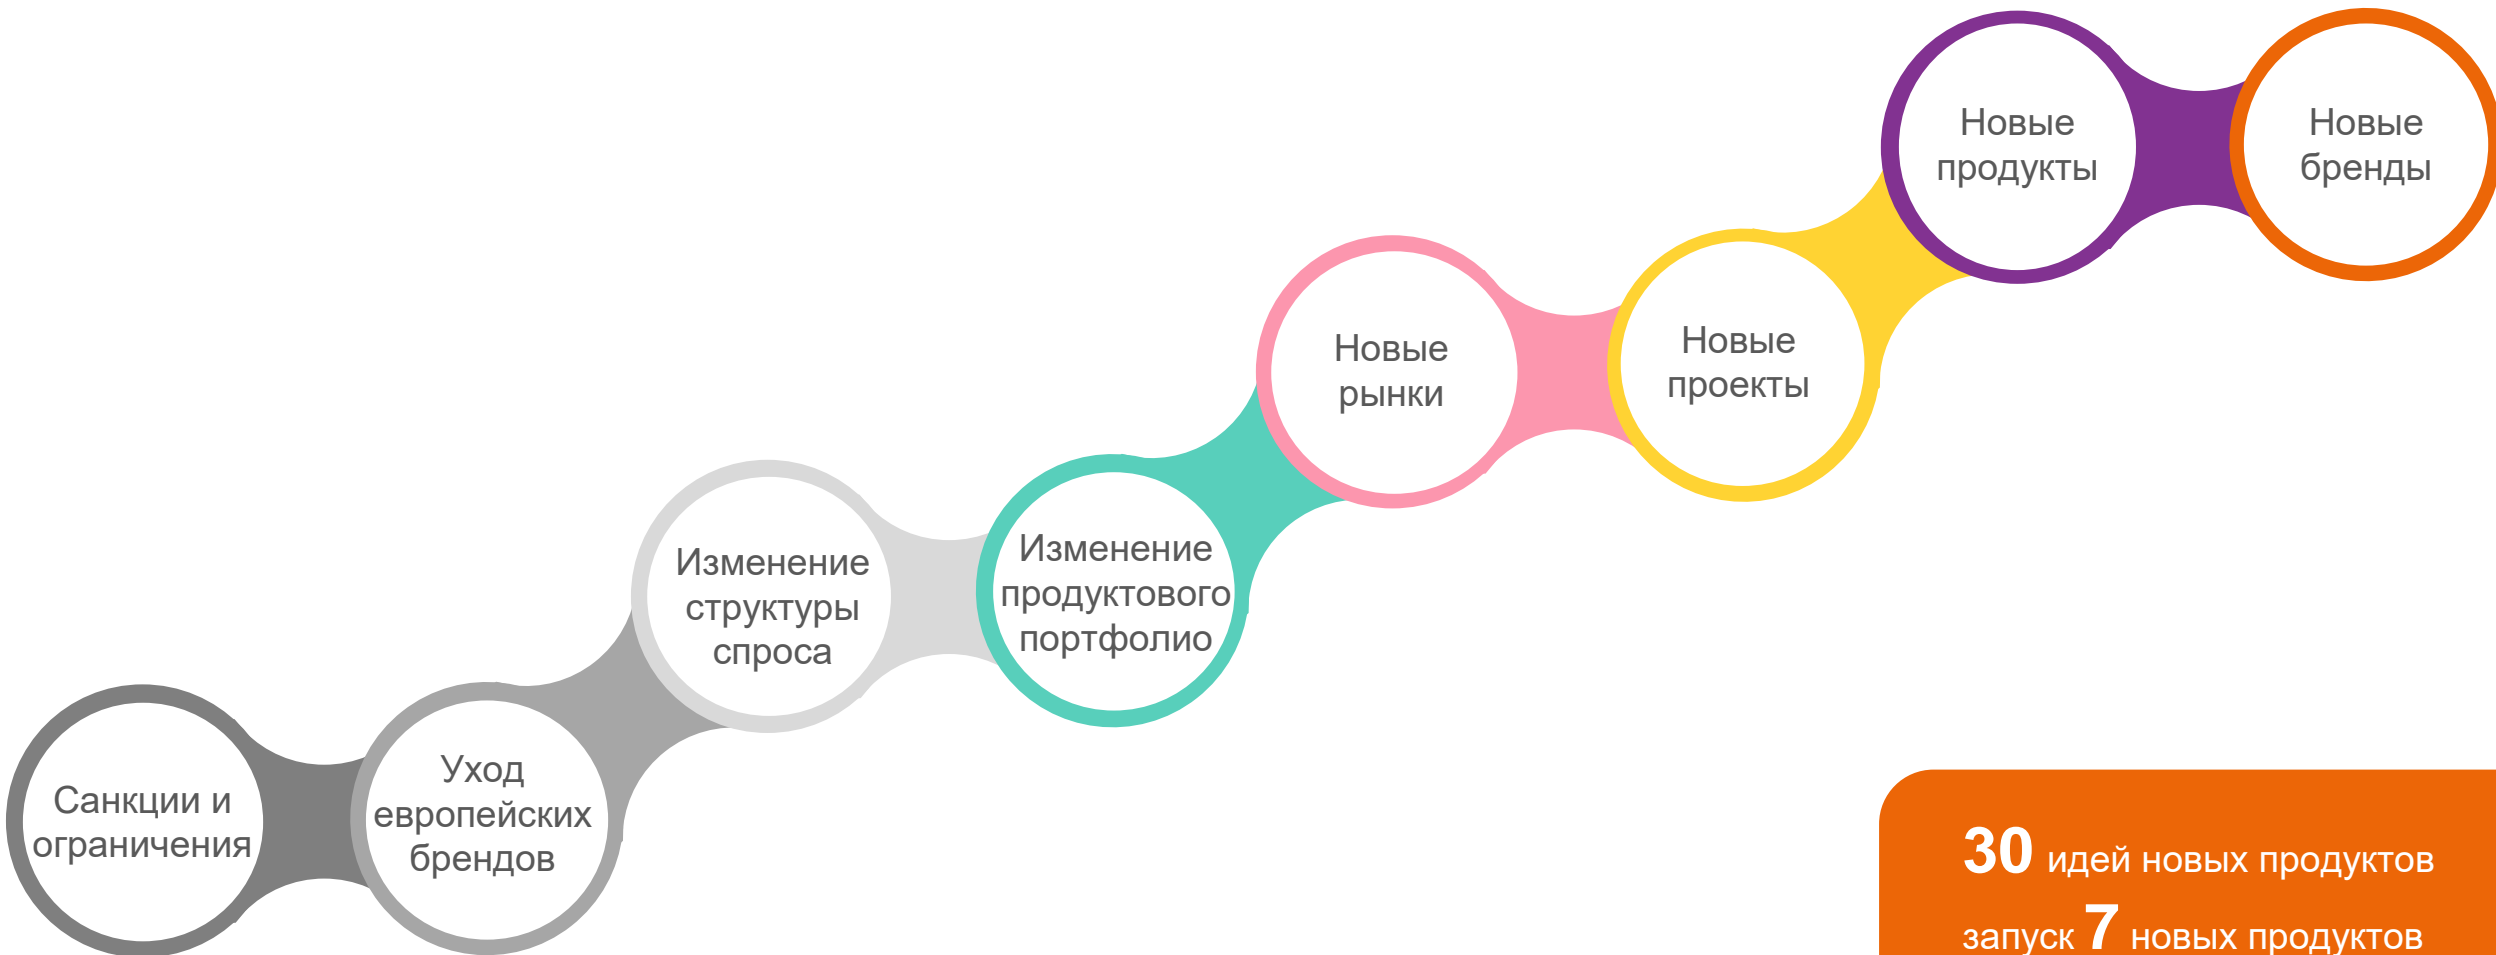 Санкции и
ограничения
Уход
европейских
брендов
Изменение
структуры
спроса
Изменение
продуктового
портфолио
Новые
рынки
Новые
проекты
Новые
продукты
Новые
бренды
30 идей новых продуктов
запуск 7 новых продуктов